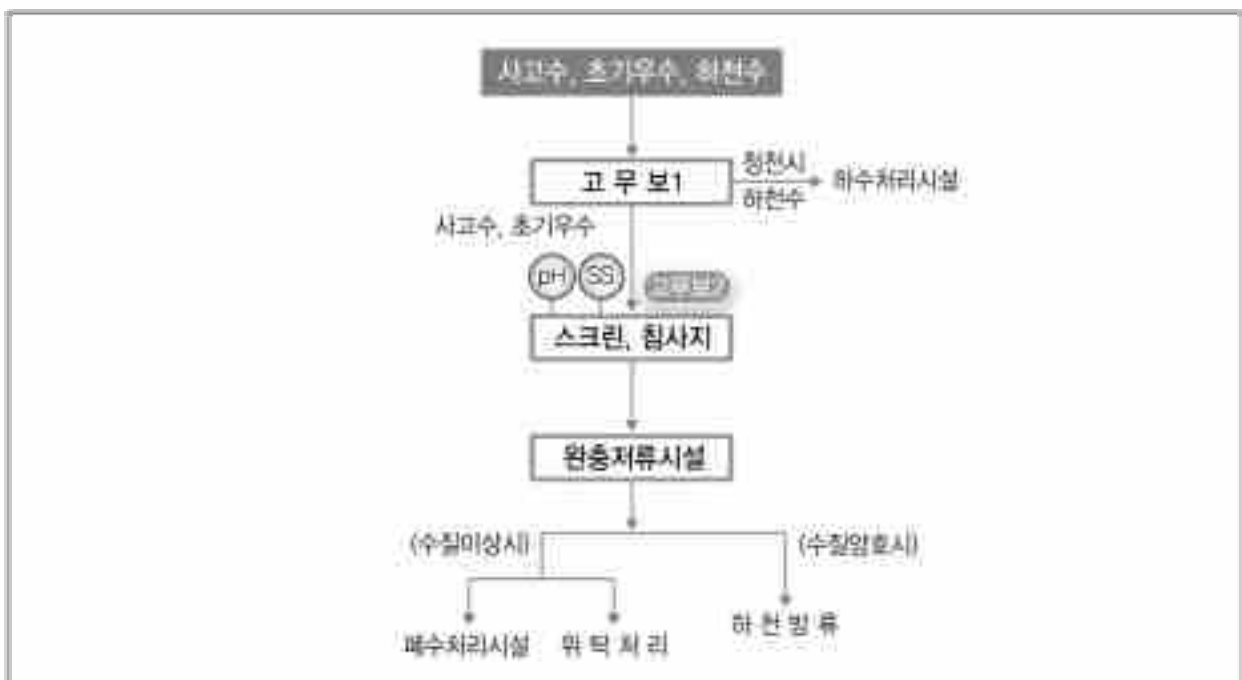 사고수, 초기우수, 하천수
고 무 보1
청천시
하천수
하수처리시설
사고수, 초기우수
pH
SS
스크린, 침사지
완충저류시설
(수질이상시)
(수질양호시)
폐수처리시설
위 탁 처 리
하 천 방 류